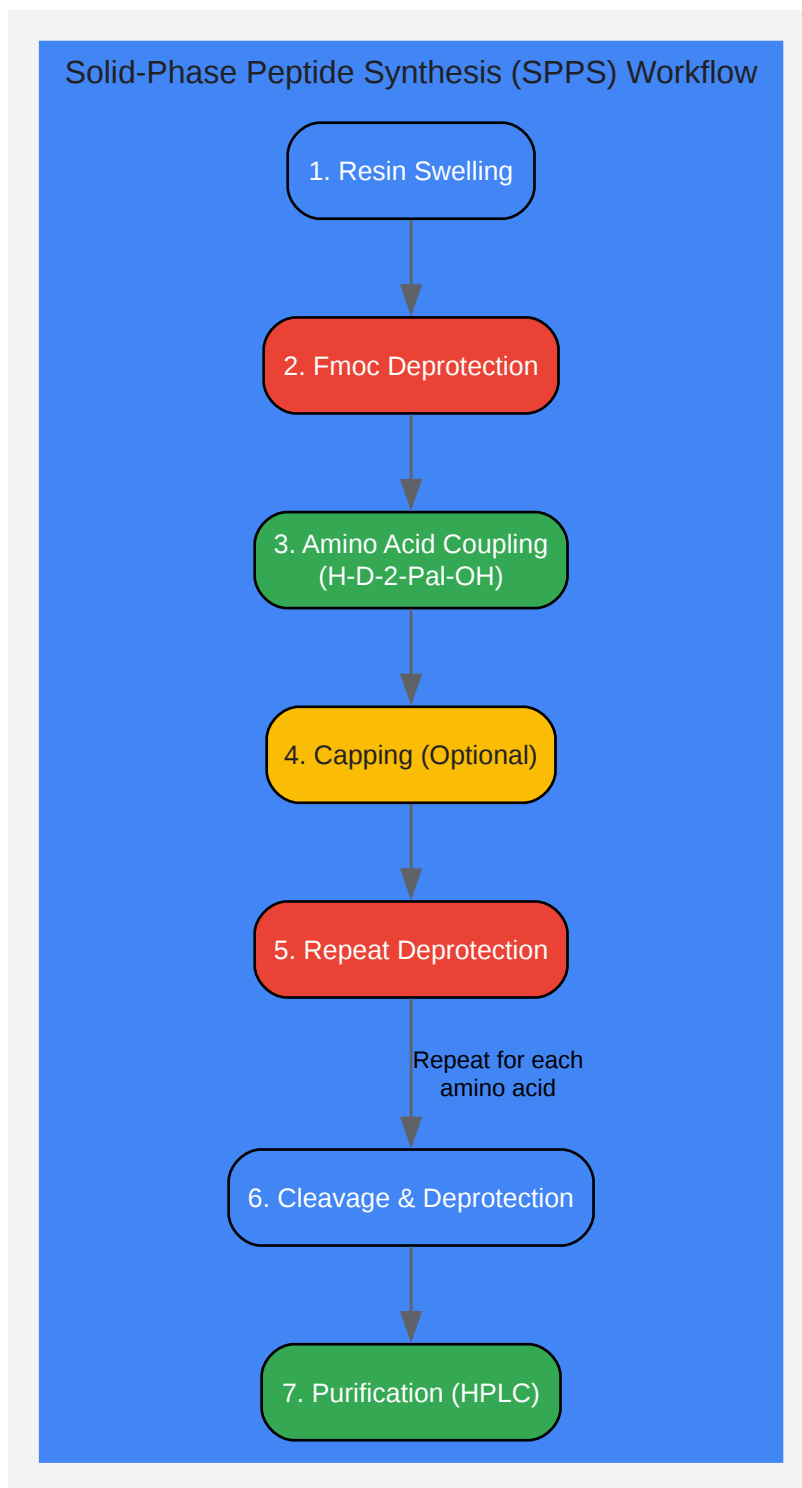 Solid-Phase Peptide Synthesis (SPPS) Workflow
1. Resin Swelling
2. Fmoc Deprotection
3. Amino Acid Coupling
(H-D-2-Pal-OH)
4. Capping (Optional)
5. Repeat Deprotection
Repeat for each
amino acid
6. Cleavage & Deprotection
7. Purification (HPLC)